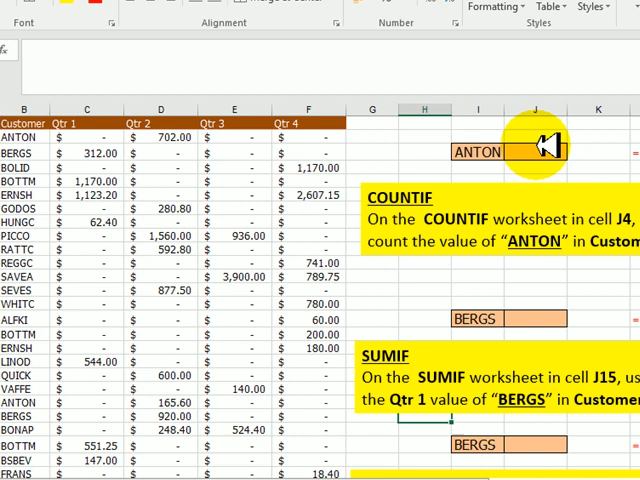 Formatting Table Styles
Font Alignment Number Styles
fx
B C D E F G H I J K
Customer Qtr 1 Qtr 2 Qtr 3 Qtr 4
ANTON $ - $ 702.00 $ - $ -
ANTON =
BERGS $ 312.00 $ - $ - $ -
BOLID $ - $ - $ - $ 1,170.00
BOTTM $ 1,170.00 $ - $ - $ -
ERNSH $ 1,123.20 $ - $ - $ 2,607.15
GODOS $ - $ 280.80 $ - $ -
HUNGC $ 62.40 $ - $ - $ -
PICCO $ - $ 1,560.00 $ 936.00 $ -
RATTC $ - $ 592.80 $ - $ -
REGGC $ - $ - $ - $ 741.00
SAVEA $ - $ - $ 3,900.00 $ 789.75
SEVES $ - $ 877.50 $ - $ -
WHITC $ - $ - $ - $ 780.00
ALFKI $ - $ - $ - $ 60.00
BOTTM $ - $ - $ - $ 200.00
ERNSH $ - $ - $ - $ 180.00
LINOD $ 544.00 $ - $ - $ -
QUICK $ - $ 600.00 $ - $ -
VAFFE $ - $ - $ 140.00 $ -
ANTON $ - $ 165.60 $ - $ -
BERGS $ - $ 920.00 $ - $ -
BONAP $ - $ 248.40 $ 524.40 $ -
BOTTM $ 551.25 $ - $ - $ -
BSBEV $ 147.00 $ - $ - $ -
FRANS $ - $ - $ - $ 18.40
COUNTIF
On the COUNTIF worksheet in cell J4,
count the value of “ANTON” in Custom
BERGS =
SUMIF
On the SUMIF worksheet in cell J15, us
the Qtr 1 value of “BERGS” in Customer
BERGS =